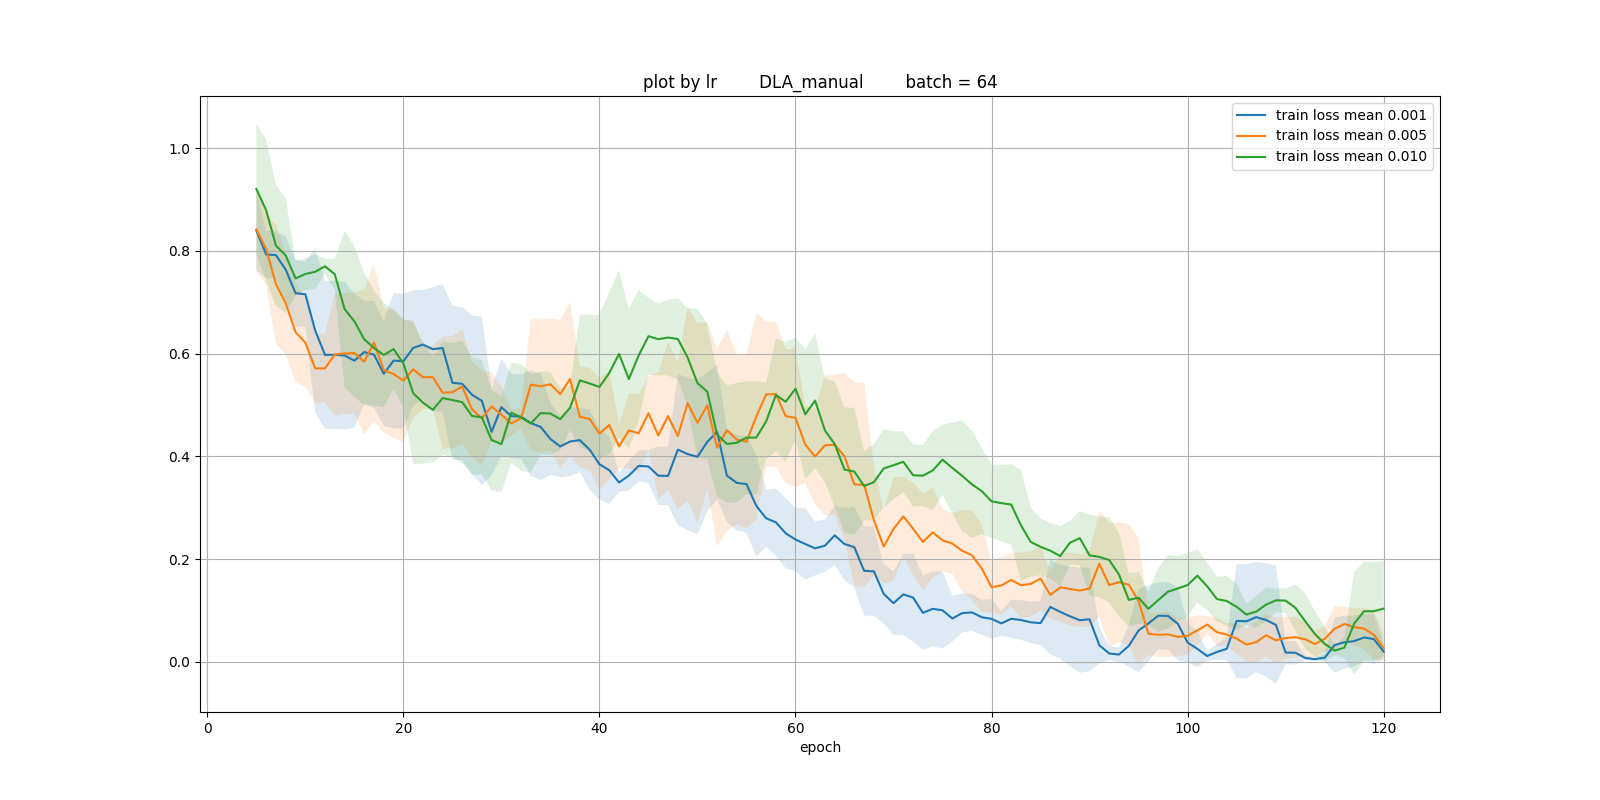 plot by lr        DLA_manual        batch = 64
train loss mean 0.001
train loss mean 0.005
train loss mean 0.010
1.0
0.8
0.6
0.4
0.2
0.0
0 20 40 60 80 100 120
epoch